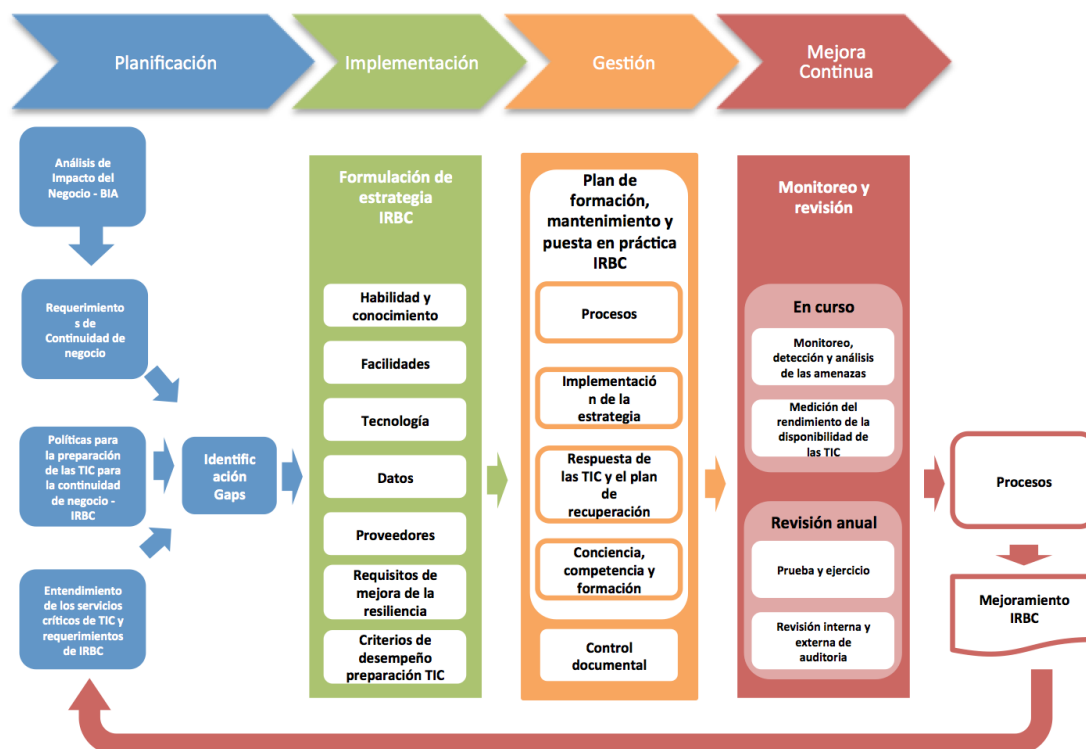 Planificación
Implementación
Gestión
Mejora
Continua
Análisis de
Impacto del
Negocio - BIA
Requerimiento
s de
Continuidad de
negocio
Políticas para
la preparación
de las TIC para
la continuidad
de negocio -
IRBC
Entendimiento
de los servicios
críticos de TIC y
requerimientos
de IRBC
Identific
ación
Gaps
Formulación de
estrategia
IRBC
Habilidad y
conocimiento
Facilidades
Tecnología
Datos
Proveedores
Requisitos de
mejora de la
resiliencia
Criterios de
desempeño
preparación TIC
Plan de
formación,
mantenimiento y
puesta en práctica
IRBC
Procesos
Implementació
n de la
estrategia
Respuesta de
las TIC y el plan
de
recuperación
Conciencia,
competencia y
formación
Control
documental
Monitoreo y
revisión
En curso
Monitoreo,
detección y análisis
de las amenazas
Medición del
rendimiento de la
disponibilidad de
las TIC
Revisión anual
Prueba y ejercicio
Revisión interna y
externa de
auditoria
Procesos
Mejoramiento
IRBC